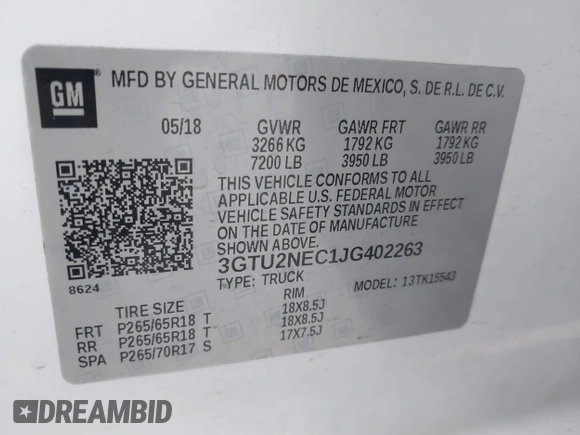 GM ®
MFD BY GENERAL MOTORS DE MEXICO, S. DE R.L. DE C.V.
05/18 GVWR GAWR FRT GAWR RR
3266 KG 1792 KG 1792 KG
7200 LB 3950 LB 3950 LB
THIS VEHICLE CONFORMS TO ALL
APPLICABLE U.S. FEDERAL MOTOR
VEHICLE SAFETY STANDARDS IN EFFECT
ON THE DATE OF MANUFACTURE
SHOWN ABOVE.
3GTU2NEC1JG402263
8624 TYPE: TRUCK MODEL: 13TK15543
TIRE SIZE RIM
FRT P265/65R18 T 18X8.5J
RR P265/65R18 T 18X8.5J
SPA P265/70R17 S 17X7.5J
DREAMBID